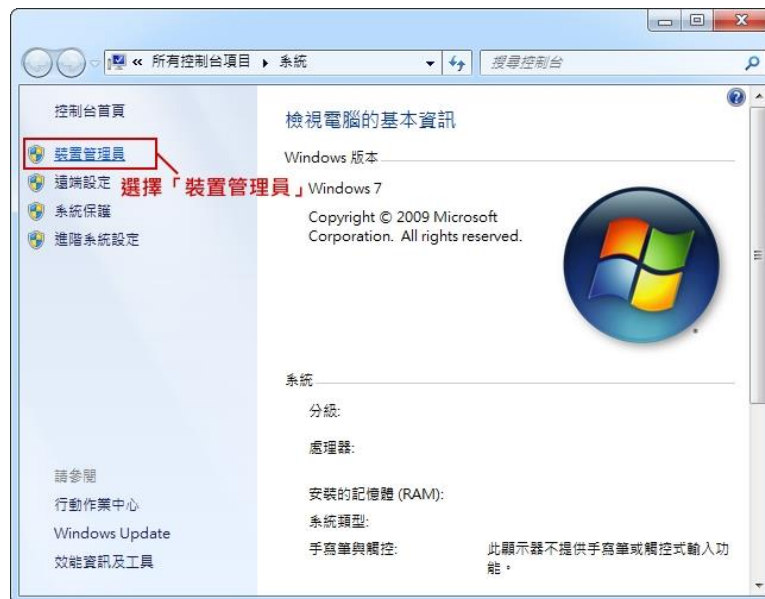 « 所有控制台項目 ▸ 系統
搜尋控制台
控制台首頁
裝置管理員
遠端設定
系統保護
進階系統設定
選擇「裝置管理員」
檢視電腦的基本資訊
Windows 版本
Windows 7
Copyright © 2009 Microsoft
Corporation. All rights reserved.
系統
分級:
處理器:
安裝的記憶體 (RAM):
系統類型:
手寫筆與觸控: 此顯示器不提供手寫筆或觸控式輸入功
能。
請參閱
行動作業中心
Windows Update
效能資訊及工具